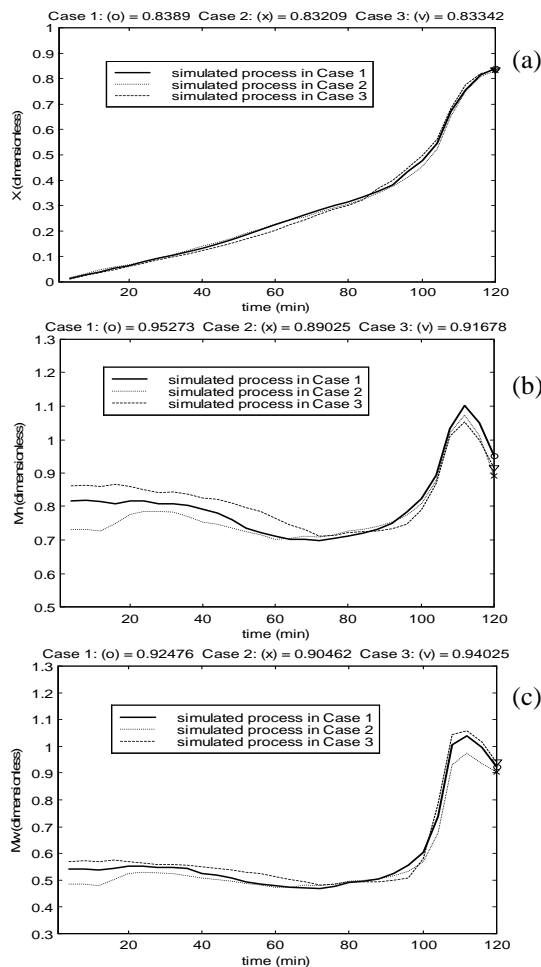 Case 1: (o) = 0.8389 Case 2: (x) = 0.83209 Case 3: (v) = 0.83342
(a)
1
0.9
0.8
0.7
0.6
0.5
0.4
0.3
0.2
0.1
0
X (dimensionless)
simulated process in Case 1
simulated process in Case 2
simulated process in Case 3
20 40 60 80 100 120
time (min)
Case 1: (o) = 0.95273 Case 2: (x) = 0.89025 Case 3: (v) = 0.91678
(b)
1.3
1.2
1.1
1
0.9
0.8
0.7
0.6
0.5
Mn (dimensionless)
simulated process in Case 1
simulated process in Case 2
simulated process in Case 3
20 40 60 80 100 120
time (min)
Case 1: (o) = 0.92476 Case 2: (x) = 0.90462 Case 3: (v) = 0.94025
(c)
1.3
1.2
1.1
1
0.9
0.8
0.7
0.6
0.5
0.4
0.3
Mw (dimensionless)
simulated process in Case 1
simulated process in Case 2
simulated process in Case 3
20 40 60 80 100 120
time (min)